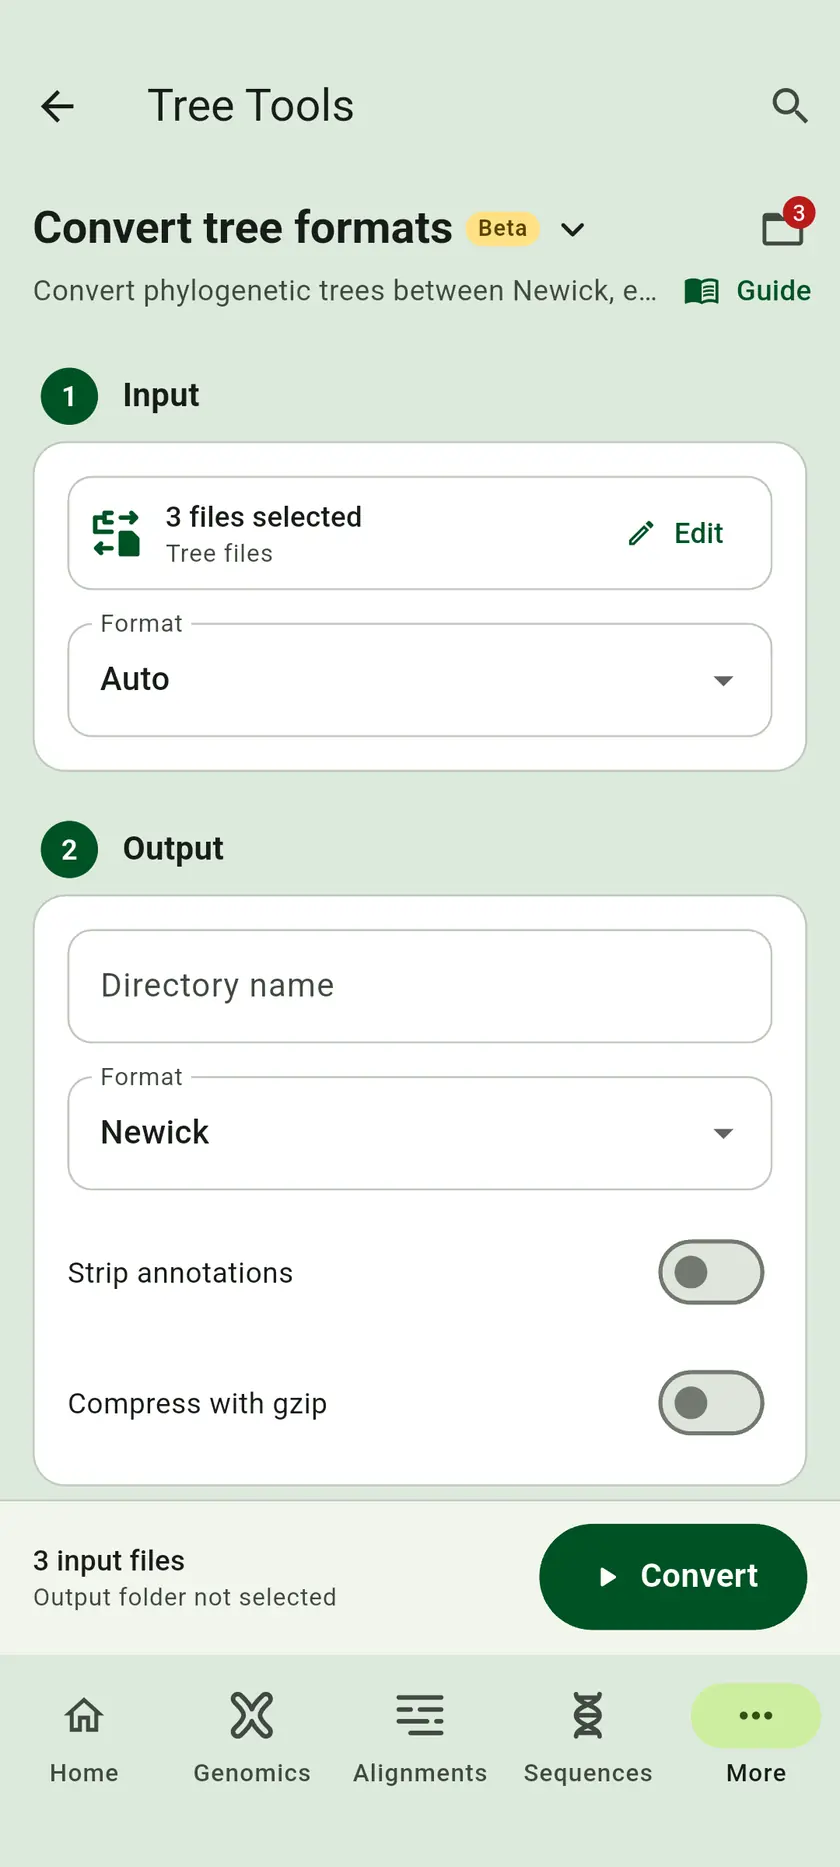 Tree Tools
Convert tree formats
Beta
3
Convert phylogenetic trees between Newick, e...
Guide
1
Input
3 files selected
Tree files
Edit
Format
Auto
2
Output
Directory name
Format
Newick
Strip annotations
Compress with gzip
3 input files
Output folder not selected
Convert
Home
Genomics
Alignments
Sequences
More